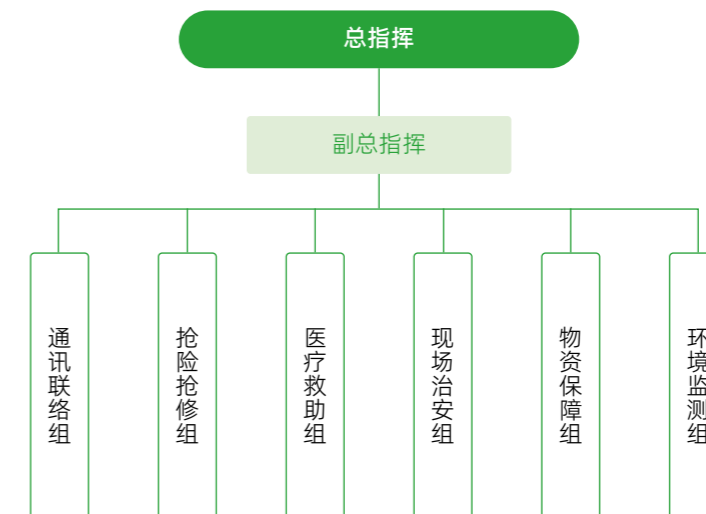 总指挥
副总指挥
通讯联络组
抢险抢修组
医疗救助组
现场治安组
物资保障组
环境监测组